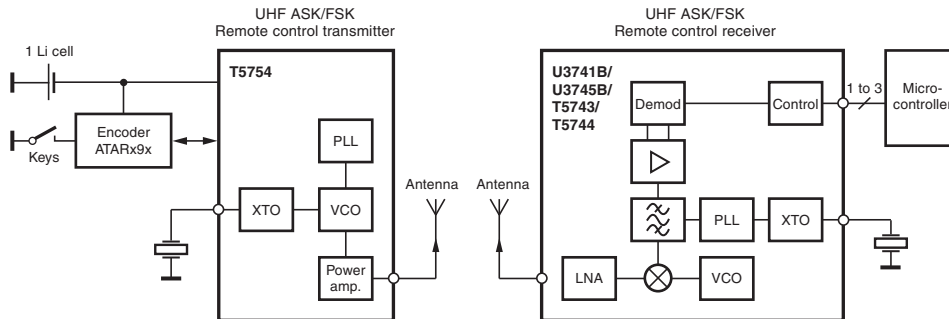 UHF ASK/FSK
Remote control transmitter
1 Li cell
T5754
Encoder
ATARx9x
Keys
PLL
XTO
VCO
Power
amp.
Antenna
UHF ASK/FSK
Remote control receiver
U3741B/
U3745B/
T5743/
T5744
Demod
Control
1 to 3
Micro-
controller
Antenna
PLL
XTO
LNA
VCO